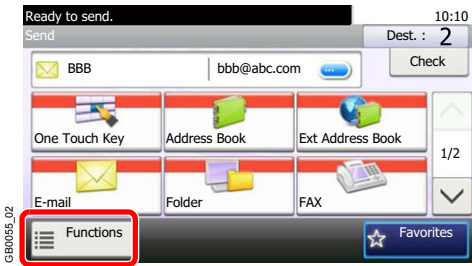 Ready to send.
10:10
Send
Dest. : 2
BBB
bbb@abc.com
Check
One Touch Key
Address Book
Ext Address Book
1/2
E-mail
Folder
FAX
Functions
Favorites
GB0055_02